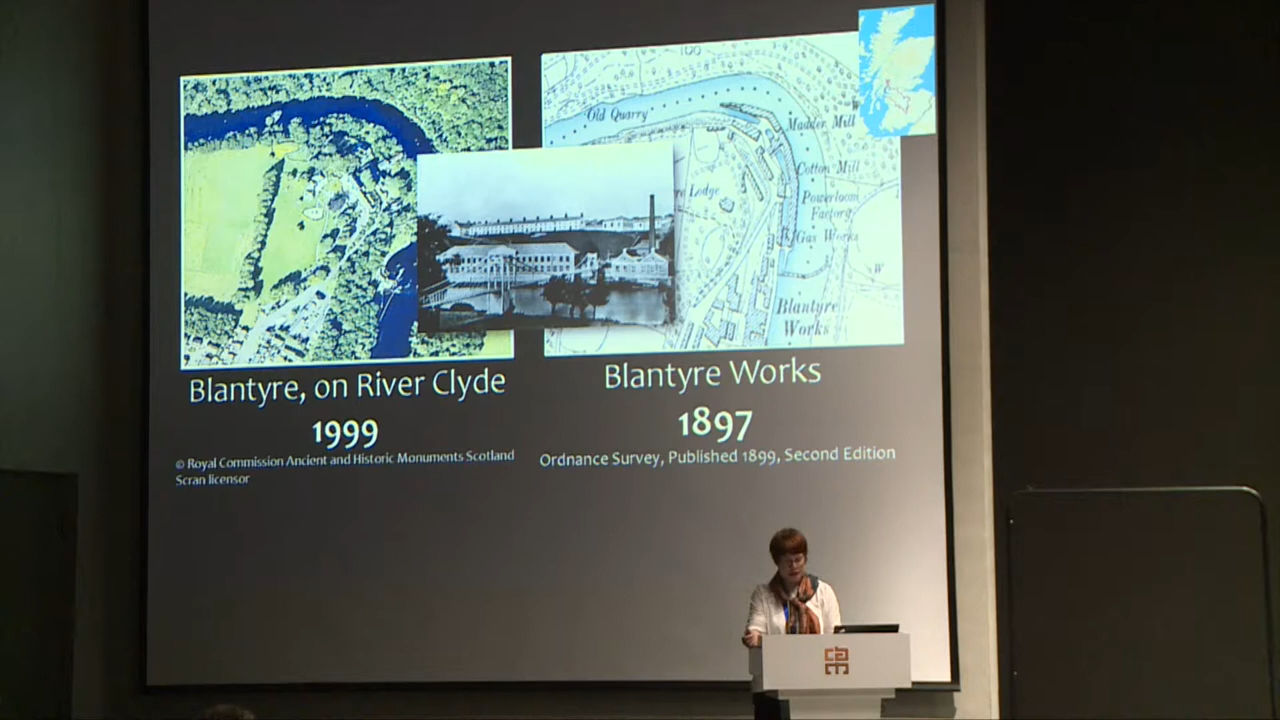 100
Old Quarry
Madder Mill
Cotton Mill
Lodge
Powerloom
Factory
Gas Works
W
Blantyre
Works
Blantyre, on River Clyde
1999
© Royal Commission Ancient and Historic Monuments Scotland
Scran licensor
Blantyre Works
1897
Ordnance Survey, Published 1899, Second Edition